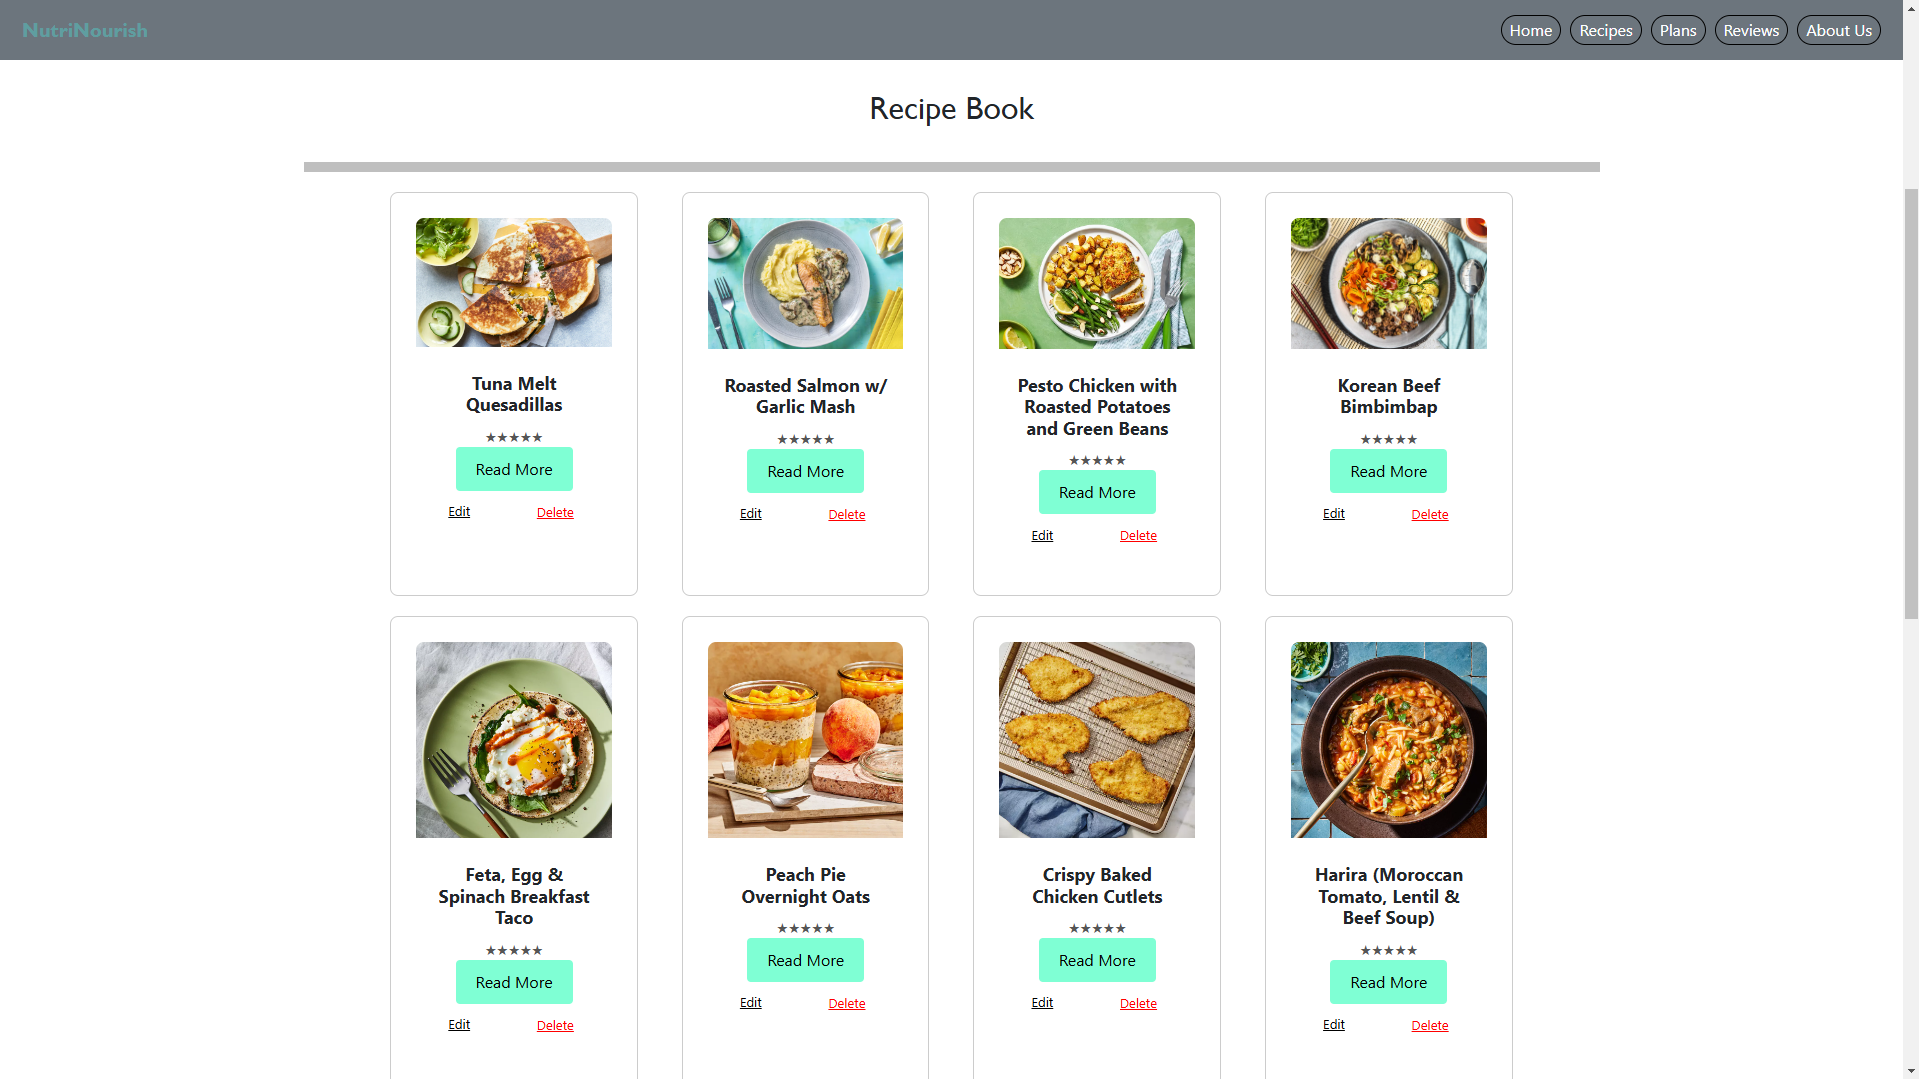 NutriNourish
Home Recipes Plans Reviews About Us
Recipe Book
Tuna Melt
Quesadillas
★★★★★
Read More
Edit Delete
Roasted Salmon w/
Garlic Mash
★★★★★
Read More
Edit Delete
Pesto Chicken with
Roasted Potatoes
and Green Beans
★★★★★
Read More
Edit Delete
Korean Beef
Bimbimbap
★★★★★
Read More
Edit Delete
Feta, Egg &
Spinach Breakfast
Taco
★★★★★
Read More
Edit Delete
Peach Pie
Overnight Oats
★★★★★
Read More
Edit Delete
Crispy Baked
Chicken Cutlets
★★★★★
Read More
Edit Delete
Harira (Moroccan
Tomato, Lentil &
Beef Soup)
★★★★★
Read More
Edit Delete